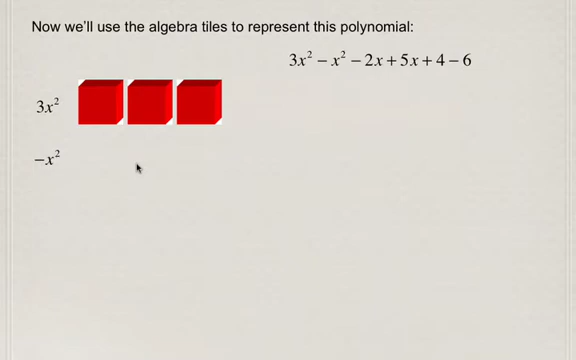 Now we'll use the algebra tiles to represent this polynomial:
3x² − x² − 2x + 5x + 4 − 6
3x²
−x²